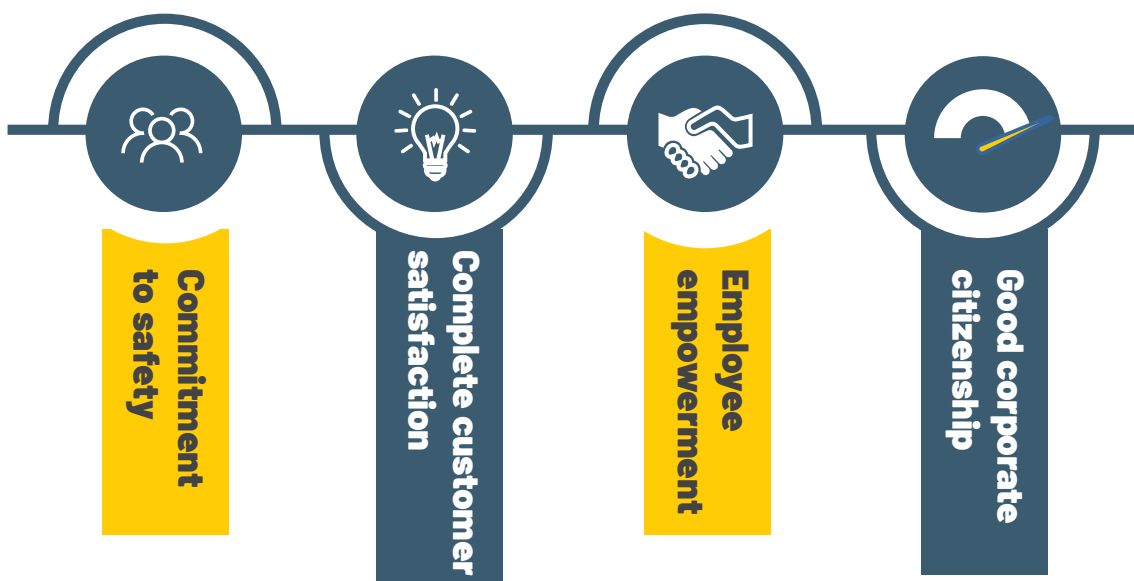 Commitment
to safety
Complete customer
satisfaction
Employee
empowerment
Good corporate
citizenship